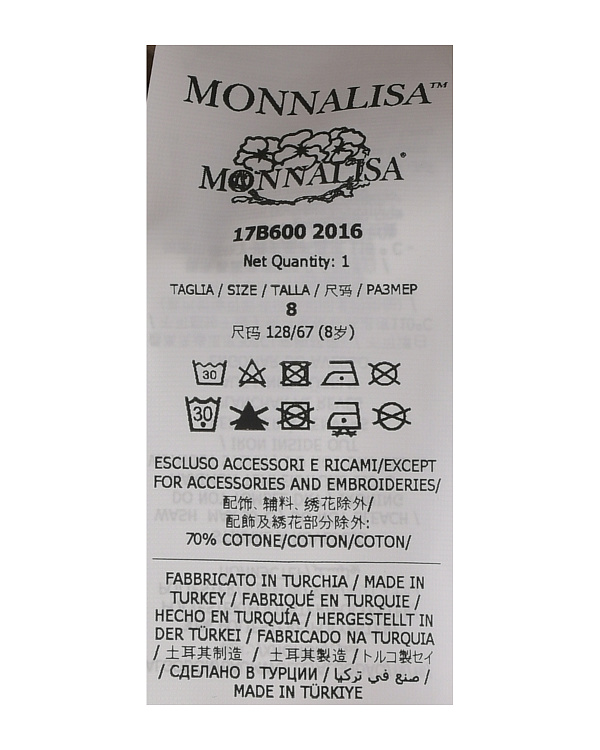 MONNALISA™
MONNALISA®
17B600 2016
Net Quantity: 1
TAGLIA / SIZE / TALLA / 尺码 / РАЗМЕР
8
尺码 128/67 (8岁)
30
30
ESCLUSO ACCESSORI E RICAMI/EXCEPT
FOR ACCESSORIES AND EMBROIDERIES/
配饰、辅料、绣花除外/
配飾及綉花部分除外:
70% COTONE/COTTON/COTON/
FABBRICATO IN TURCHIA / MADE IN
TURKEY / FABRIQUÉ EN TURQUIE /
HECHO EN TURQUÍA / HERGESTELLT IN
DER TÜRKEI / FABRICADO NA TURQUIA
/ 土耳其制造 / 土耳其製造 / トルコ製セイ
/ СДЕЛАНО В ТУРЦИИ / صنع في تركيا /
MADE IN TÜRKIYE